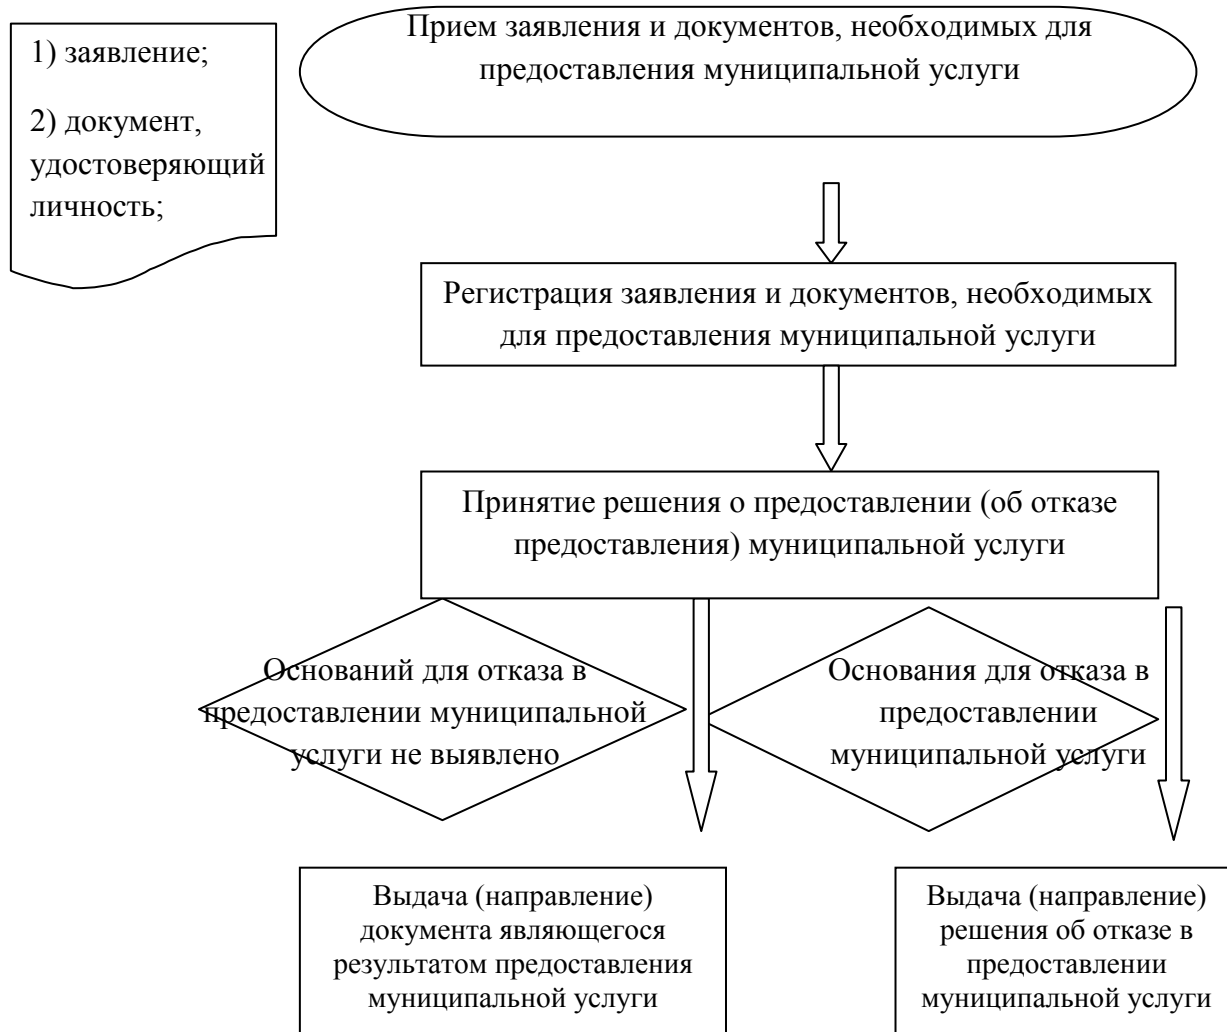 1) заявление;
2) документ,
удостоверяющий
личность;
Прием заявления и документов, необходимых для
предоставления муниципальной услуги
Регистрация заявления и документов, необходимых
для предоставления муниципальной услуги
Принятие решения о предоставлении (об отказе
предоставления) муниципальной услуги
Оснований для отказа в
предоставлении муниципальной
услуги не выявлено
Основания для отказа в
предоставлении
муниципальной услуги
Выдача (направление)
документа являющегося
результатом предоставления
муниципальной услуги
Выдача (направление)
решения об отказе в
предоставлении
муниципальной услуги